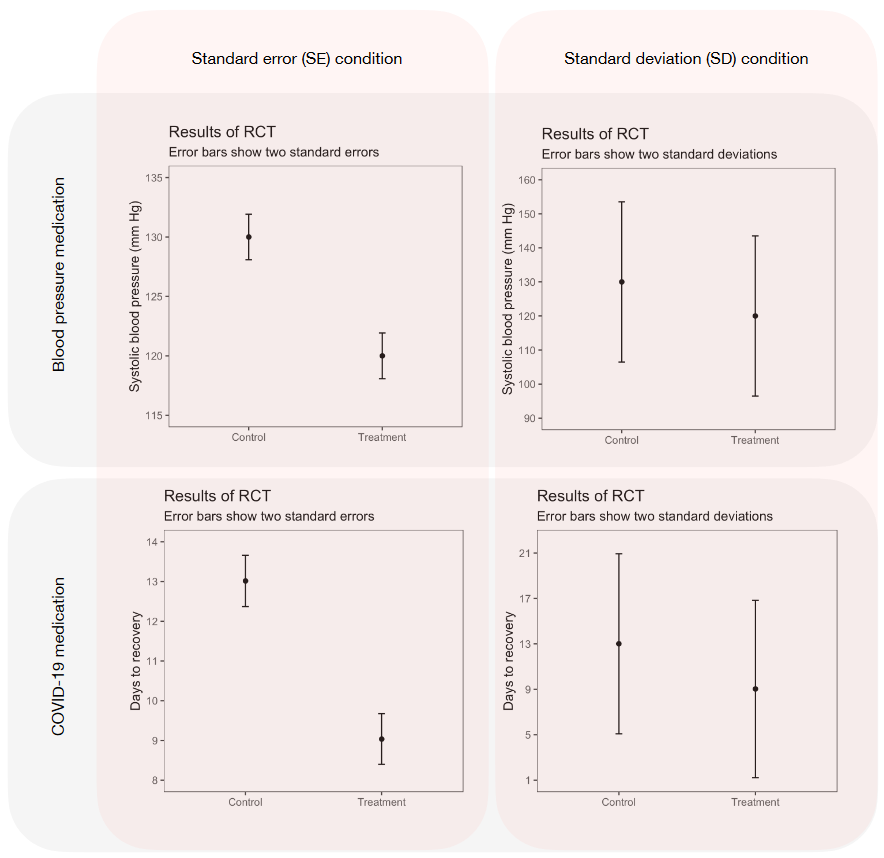 Standard error (SE) condition
Standard deviation (SD) condition
Blood pressure medication
Results of RCT
Error bars show two standard errors
Systolic blood pressure (mm Hg)
135
130
125
120
115
Control
Treatment
Results of RCT
Error bars show two standard deviations
Systolic blood pressure (mm Hg)
160
150
140
130
120
110
100
90
Control
Treatment
COVID-19 medication
Results of RCT
Error bars show two standard errors
Days to recovery
14
13
12
11
10
9
8
Control
Treatment
Results of RCT
Error bars show two standard deviations
Days to recovery
21
17
13
9
5
1
Control
Treatment